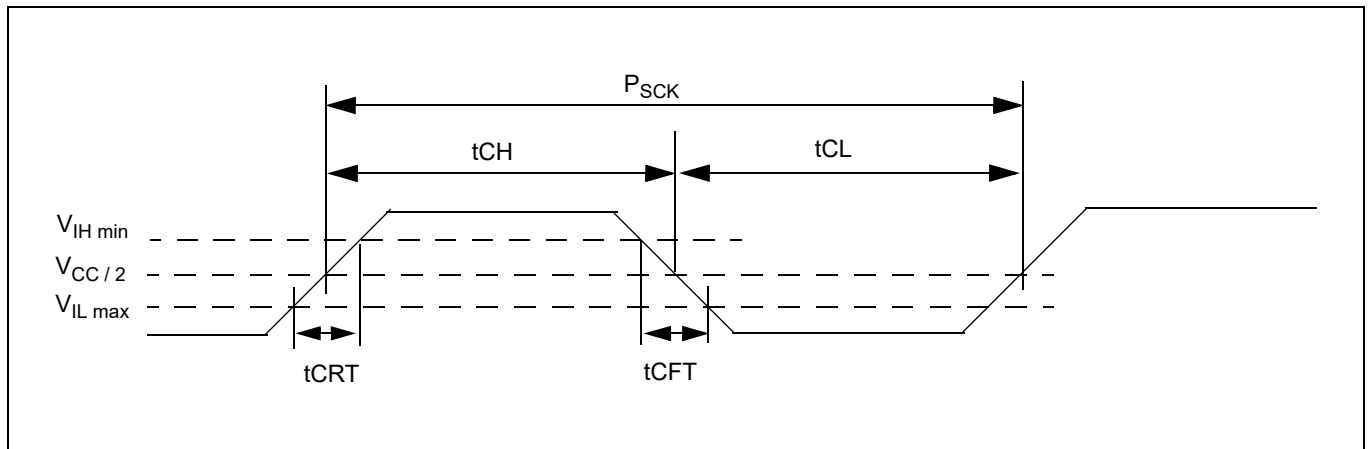 PSCK
tCH
tCL
VIH min
VCC / 2
VIL max
tCRT
tCFT